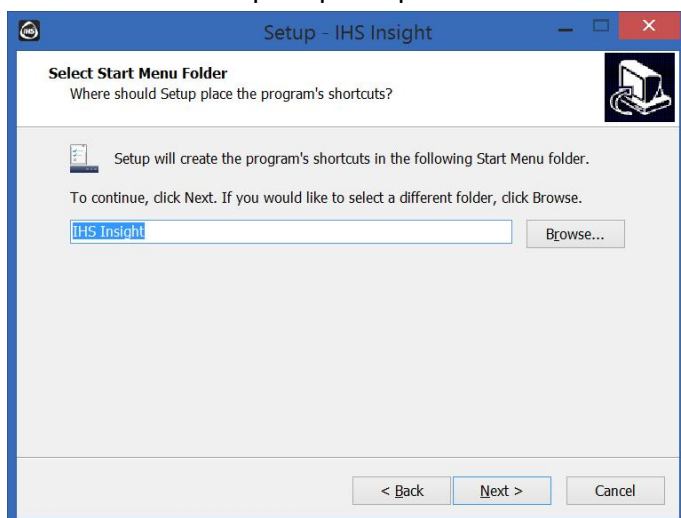 IHS
Setup - IHS Insight
Select Start Menu Folder
Where should Setup place the program's shortcuts?
Setup will create the program's shortcuts in the following Start Menu folder.
To continue, click Next. If you would like to select a different folder, click Browse.
IHS Insight
Browse...
< Back
Next >
Cancel